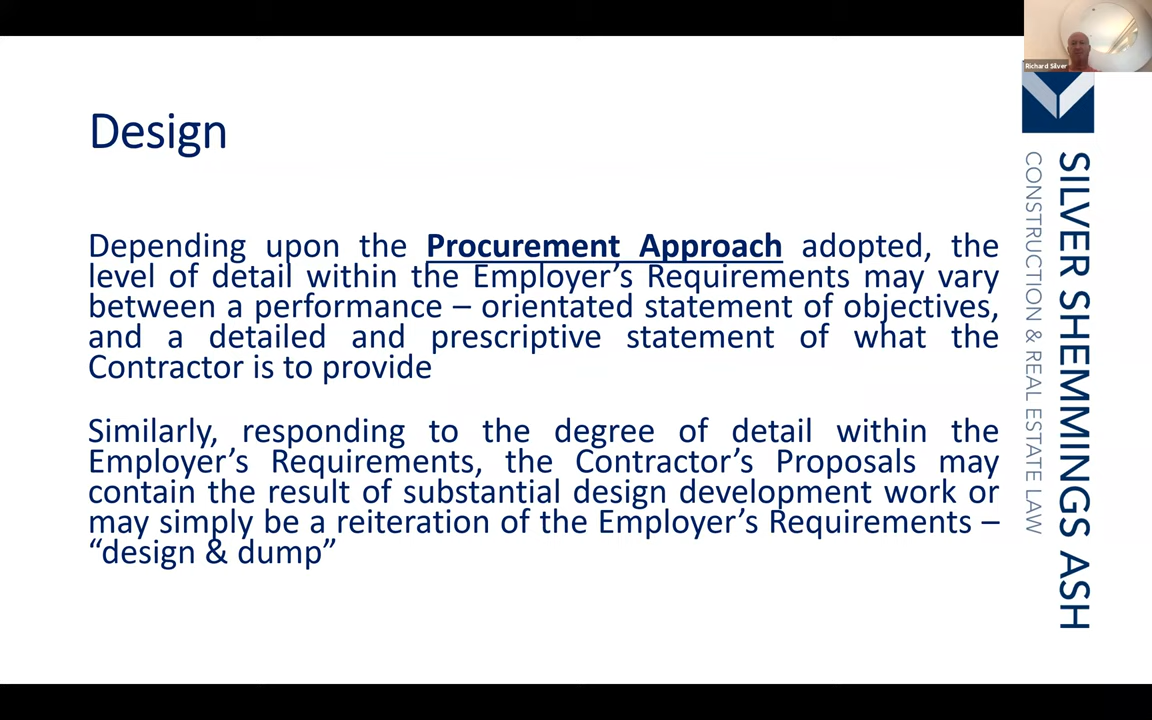 Richard Silver
Design
Depending upon the Procurement Approach adopted, the
level of detail within the Employer’s Requirements may vary
between a performance – orientated statement of objectives,
and a detailed and prescriptive statement of what the
Contractor is to provide
Similarly, responding to the degree of detail within the
Employer’s Requirements, the Contractor’s Proposals may
contain the result of substantial design development work or
may simply be a reiteration of the Employer’s Requirements –
“design & dump”
SILVER SHEMMINGS ASH
CONSTRUCTION & REAL ESTATE LAW